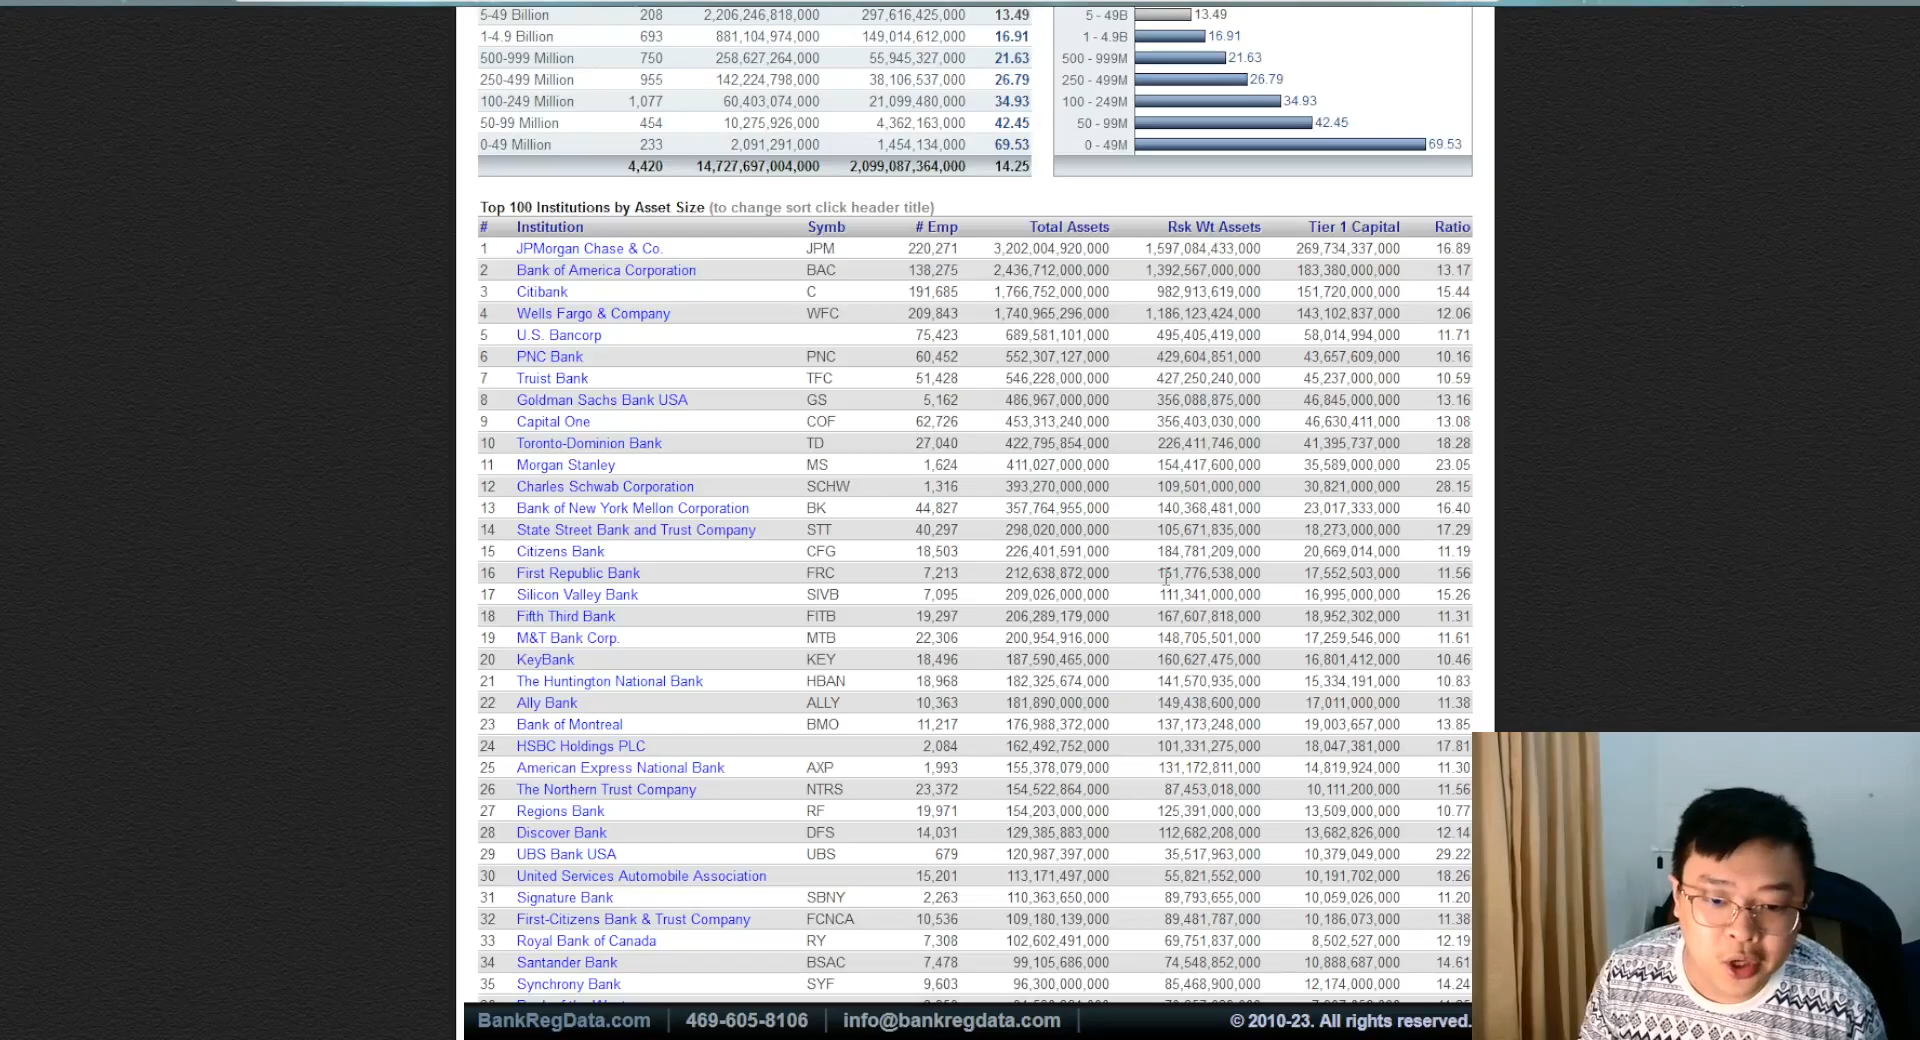 5-49 Billion 208 2,206,246,818,000 297,616,425,000 13.49
1-4.9 Billion 693 881,104,974,000 149,014,612,000 16.91
500-999 Million 750 258,627,264,000 55,945,327,000 21.63
250-499 Million 955 142,224,798,000 38,106,537,000 26.79
100-249 Million 1,077 60,403,074,000 21,099,480,000 34.93
50-99 Million 454 10,275,926,000 4,362,163,000 42.45
0-49 Million 233 2,091,291,000 1,454,134,000 69.53
4,420 14,727,697,004,000 2,099,087,364,000 14.25
5 - 49B 13.49
1 - 4.9B 16.91
500 - 999M 21.63
250 - 499M 26.79
100 - 249M 34.93
50 - 99M 42.45
0 - 49M 69.53
Top 100 Institutions by Asset Size (to change sort click header title)
# Institution Symb # Emp Total Assets Rsk Wt Assets Tier 1 Capital Ratio
1 JPMorgan Chase & Co. JPM 220,271 3,202,004,920,000 1,597,084,433,000 269,734,337,000 16.89
2 Bank of America Corporation BAC 138,275 2,436,712,000,000 1,392,567,000,000 183,380,000,000 13.17
3 Citibank C 191,685 1,766,752,000,000 982,913,619,000 151,720,000,000 15.44
4 Wells Fargo & Company WFC 209,843 1,740,965,296,000 1,186,123,424,000 143,102,837,000 12.06
5 U.S. Bancorp 75,423 689,581,101,000 495,405,419,000 58,014,994,000 11.71
6 PNC Bank PNC 60,452 552,307,127,000 429,604,851,000 43,657,609,000 10.16
7 Truist Bank TFC 51,428 546,228,000,000 427,250,240,000 45,237,000,000 10.59
8 Goldman Sachs Bank USA GS 5,162 486,967,000,000 356,088,875,000 46,845,000,000 13.16
9 Capital One COF 62,726 453,313,240,000 356,403,030,000 46,630,411,000 13.08
10 Toronto-Dominion Bank TD 27,040 422,795,854,000 226,411,746,000 41,395,737,000 18.28
11 Morgan Stanley MS 1,624 411,027,000,000 154,417,600,000 35,589,000,000 23.05
12 Charles Schwab Corporation SCHW 1,316 393,270,000,000 109,501,000,000 30,821,000,000 28.15
13 Bank of New York Mellon Corporation BK 44,827 357,764,955,000 140,368,481,000 23,017,333,000 16.40
14 State Street Bank and Trust Company STT 40,297 298,020,000,000 105,671,835,000 18,273,000,000 17.29
15 Citizens Bank CFG 18,503 226,401,591,000 184,781,209,000 20,669,014,000 11.19
16 First Republic Bank FRC 7,213 212,638,872,000 151,776,538,000 17,552,503,000 11.56
17 Silicon Valley Bank SIVB 7,095 209,026,000,000 111,341,000,000 16,995,000,000 15.26
18 Fifth Third Bank FITB 19,297 206,289,179,000 167,607,818,000 18,952,302,000 11.31
19 M&T Bank Corp. MTB 22,306 200,954,916,000 148,705,501,000 17,259,546,000 11.61
20 KeyBank KEY 18,496 187,590,465,000 160,627,475,000 16,801,412,000 10.46
21 The Huntington National Bank HBAN 18,968 182,325,674,000 141,570,935,000 15,334,191,000 10.83
22 Ally Bank ALLY 10,363 181,890,000,000 149,438,600,000 17,011,000,000 11.38
23 Bank of Montreal BMO 11,217 176,988,372,000 137,173,248,000 19,003,657,000 13.85
24 HSBC Holdings PLC 2,084 162,492,752,000 101,331,275,000 18,047,381,000 17.81
25 American Express National Bank AXP 1,993 155,378,079,000 131,172,811,000 14,819,924,000 11.30
26 The Northern Trust Company NTRS 23,372 154,522,864,000 87,453,018,000 10,111,200,000 11.56
27 Regions Bank RF 19,971 154,203,000,000 125,391,000,000 13,509,000,000 10.77
28 Discover Bank DFS 14,031 129,385,883,000 112,682,208,000 13,682,826,000 12.14
29 UBS Bank USA UBS 679 120,987,397,000 35,517,963,000 10,379,049,000 29.22
30 United Services Automobile Association 15,201 113,171,497,000 55,821,552,000 10,191,702,000 18.26
31 Signature Bank SBNY 2,263 110,363,650,000 89,793,655,000 10,059,026,000 11.20
32 First-Citizens Bank & Trust Company FCNCA 10,536 109,180,139,000 89,481,787,000 10,186,073,000 11.38
33 Royal Bank of Canada RY 7,308 102,602,491,000 69,751,837,000 8,502,527,000 12.19
34 Santander Bank BSAC 7,478 99,105,686,000 74,548,852,000 10,888,687,000 14.61
35 Synchrony Bank SYF 9,603 96,300,000,000 85,468,900,000 12,174,000,000 14.24
BankRegData.com 469-605-8106 info@bankregdata.com © 2010-23. All rights reserved.